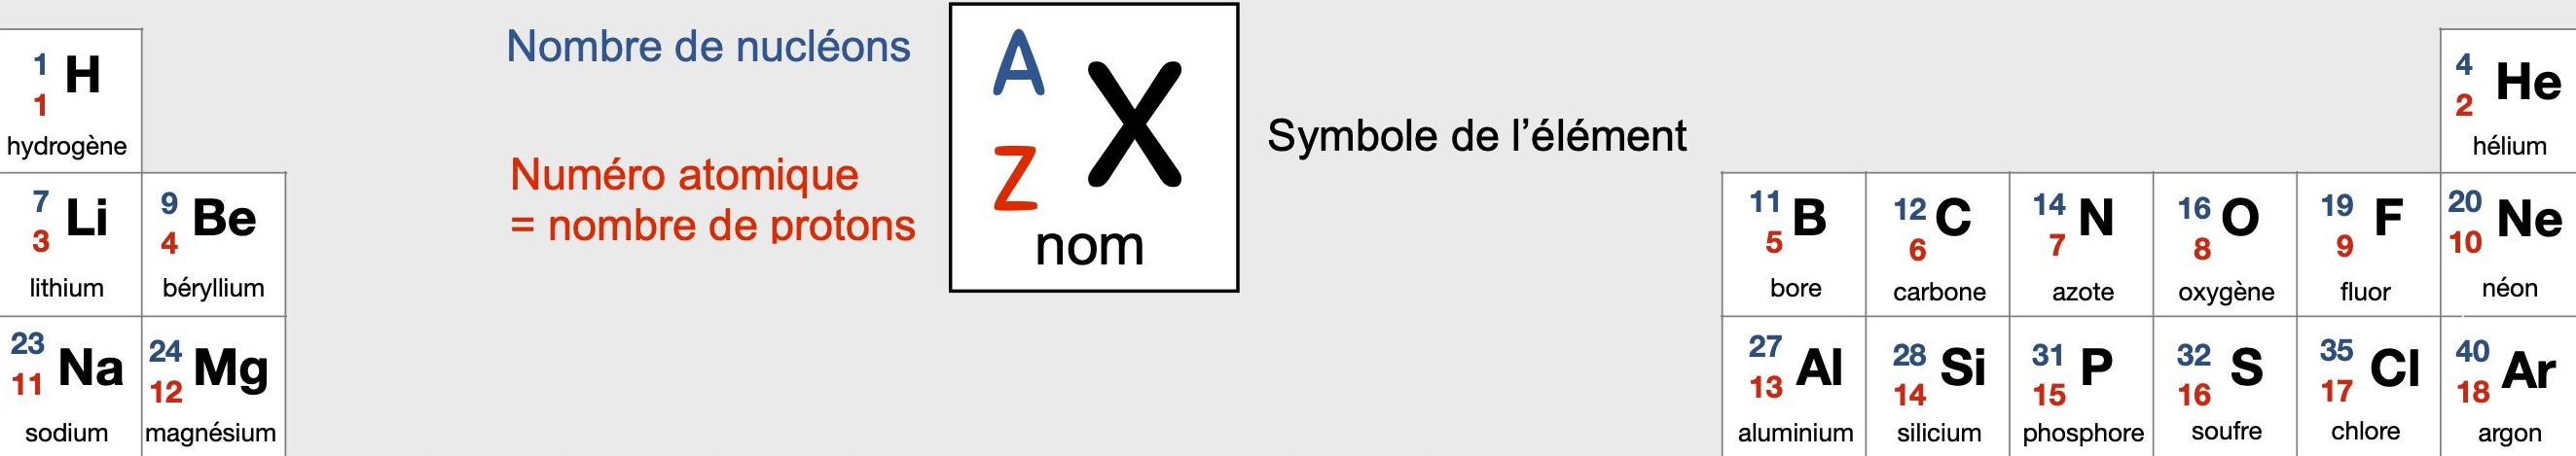 1 H
1
hydrogène
Nombre de nucléons
Numéro atomique
= nombre de protons
A X
Z
nom
Symbole de l’élément
4 He
2
hélium
7 Li
3
lithium
9 Be
4
béryllium
11 B
5
bore
12 C
6
carbone
14 N
7
azote
16 O
8
oxygène
19 F
9
fluor
20 Ne
10
néon
23 Na
11
sodium
24 Mg
12
magnésium
27 Al
13
aluminium
28 Si
14
silicium
31 P
15
phosphore
32 S
16
soufre
35 Cl
17
chlore
40 Ar
18
argon